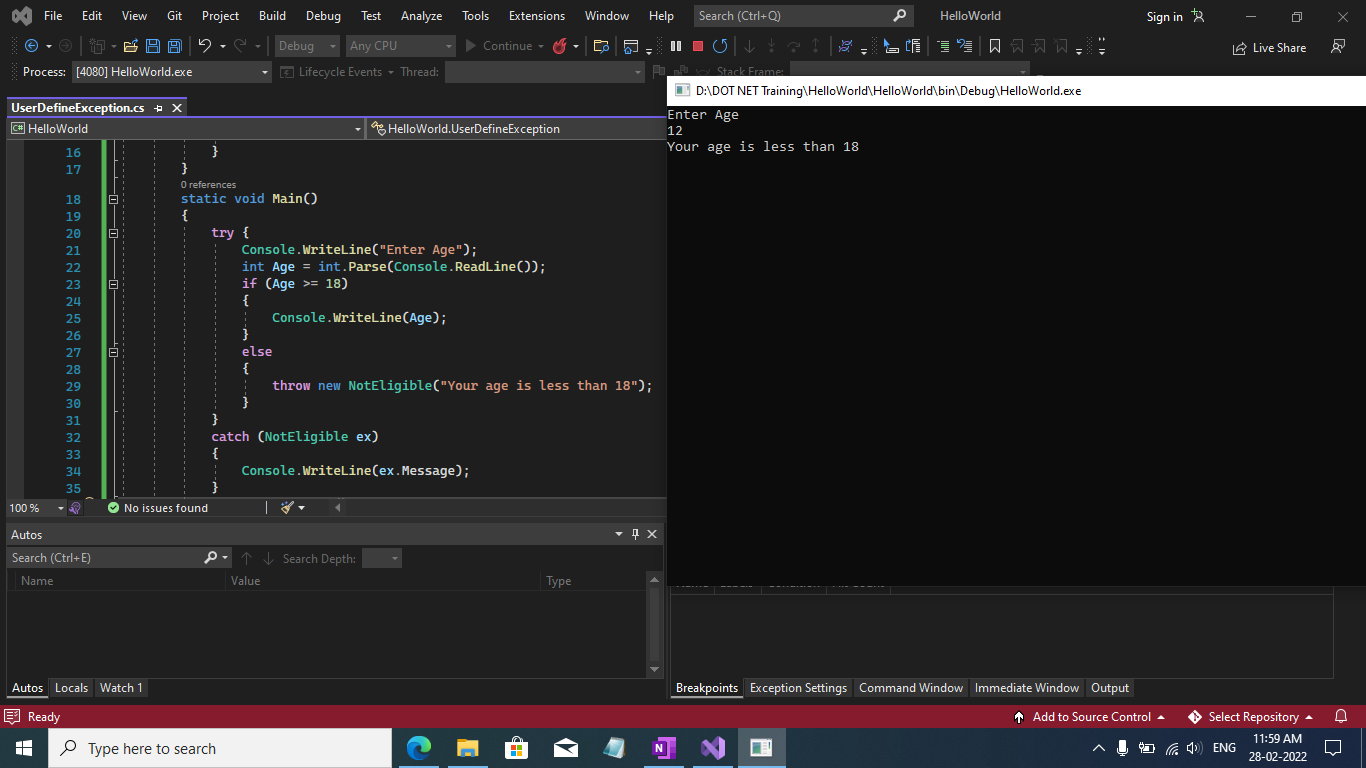 File Edit View Git Project Build Debug Test Analyze Tools Extensions Window Help Search (Ctrl+Q) HelloWorld Sign in
Debug Any CPU Continue Live Share
Process: [4080] HelloWorld.exe Lifecycle Events Thread: Stack Frame:
UserDefineException.cs
HelloWorld HelloWorld.UserDefineException
16 }
17 }
0 references
18 static void Main()
19 {
20 try {
21 Console.WriteLine("Enter Age");
22 int Age = int.Parse(Console.ReadLine());
23 if (Age >= 18)
24 {
25 Console.WriteLine(Age);
26 }
27 else
28 {
29 throw new NotEligible("Your age is less than 18");
30 }
31 }
32 catch (NotEligible ex)
33 {
34 Console.WriteLine(ex.Message);
35 }
100 % No issues found
D:\DOT NET Training\HelloWorld\HelloWorld\bin\Debug\HelloWorld.exe
Enter Age
12
Your age is less than 18
Autos
Search (Ctrl+E) Search Depth:
Name Value Type
Autos Locals Watch 1
Breakpoints Exception Settings Command Window Immediate Window Output
Ready Add to Source Control Select Repository
Type here to search
ENG
11:59 AM
28-02-2022